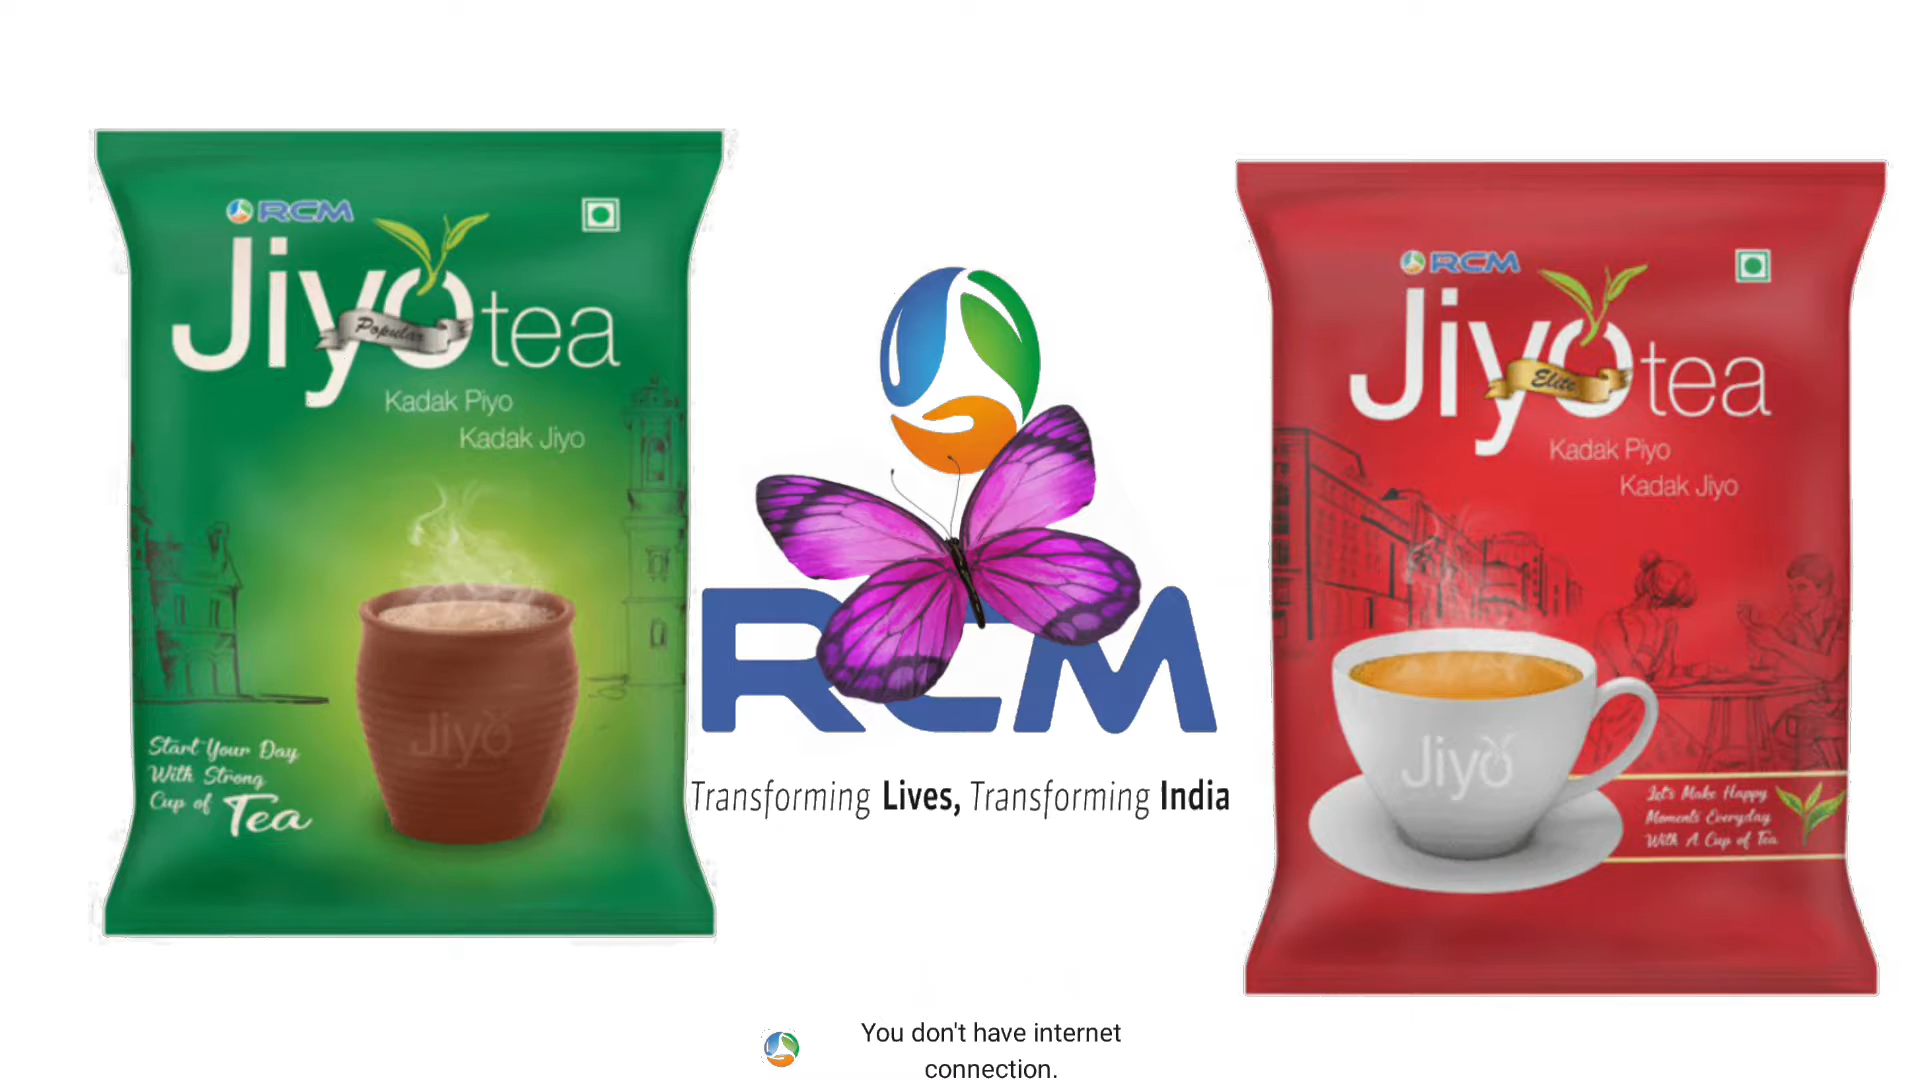 RCM
Jiyo tea
Popular
Kadak Piyo
Kadak Jiyo
Jiyo
Start Your Day
With Strong
Cup of Tea
RCM
Transforming Lives, Transforming India
RCM
Jiyo tea
Elite
Kadak Piyo
Kadak Jiyo
Jiyo
Let's Make Happy
Moments Everyday
With A Cup of Tea
You don't have internet
connection.